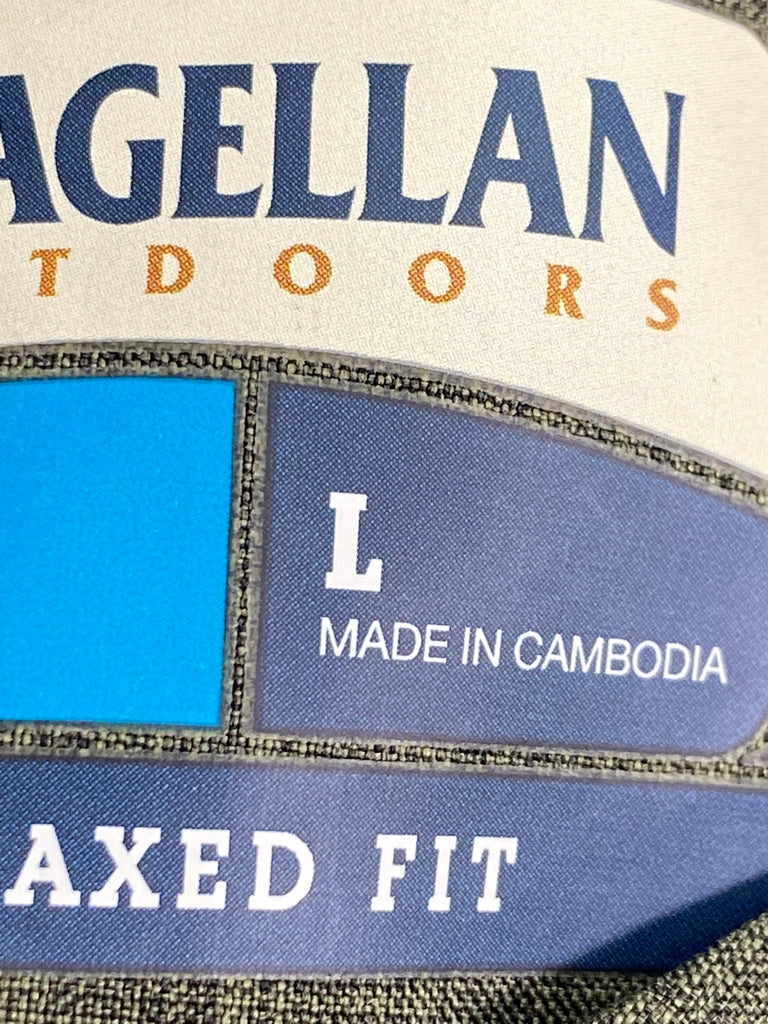 AGELLAN
TDOORS
L
MADE IN CAMBODIA
AXED FIT